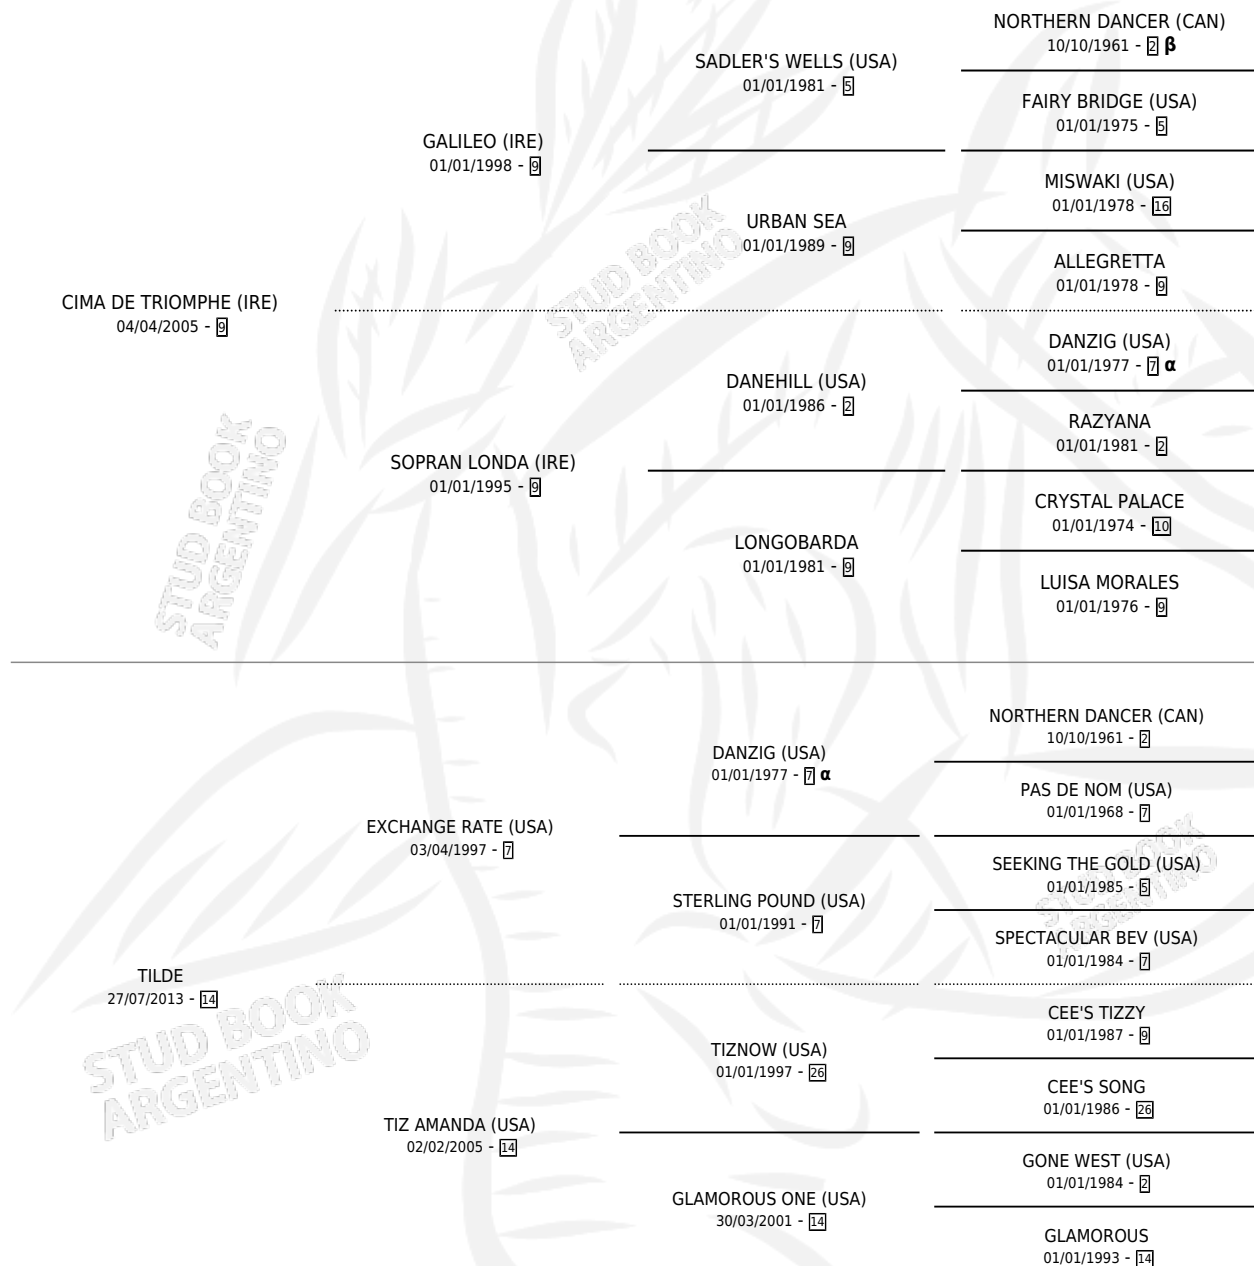 NORTHERN DANCER (CAN)
10/10/1961 - 2 β
SADLER'S WELLS (USA)
01/01/1981 - 5
FAIRY BRIDGE (USA)
01/01/1975 - 5
GALILEO (IRE)
01/01/1998 - 9
MISWAKI (USA)
01/01/1978 - 16
URBAN SEA
01/01/1989 - 9
ALLEGRETTA
01/01/1978 - 9
CIMA DE TRIOMPHE (IRE)
04/04/2005 - 9
DANZIG (USA)
01/01/1977 - 7 α
DANEHILL (USA)
01/01/1986 - 2
RAZYANA
01/01/1981 - 2
SOPRAN LONDA (IRE)
01/01/1995 - 9
CRYSTAL PALACE
01/01/1974 - 10
LONGOBARDA
01/01/1981 - 9
LUISA MORALES
01/01/1976 - 9
NORTHERN DANCER (CAN)
10/10/1961 - 2
DANZIG (USA)
01/01/1977 - 7 α
PAS DE NOM (USA)
01/01/1968 - 7
EXCHANGE RATE (USA)
03/04/1997 - 7
SEEKING THE GOLD (USA)
01/01/1985 - 5
STERLING POUND (USA)
01/01/1991 - 7
SPECTACULAR BEV (USA)
01/01/1984 - 7
TILDE
27/07/2013 - 14
CEE'S TIZZY
01/01/1987 - 9
TIZNOW (USA)
01/01/1997 - 26
CEE'S SONG
01/01/1986 - 26
TIZ AMANDA (USA)
02/02/2005 - 14
GONE WEST (USA)
01/01/1984 - 2
GLAMOROUS ONE (USA)
30/03/2001 - 14
GLAMOROUS
01/01/1993 - 14
STUD BOOK
ARGENTINO
STUD BOOK
ARGENTINO
STUD BOOK
ARGENTINO
STUD BOOK
ARGENTINO